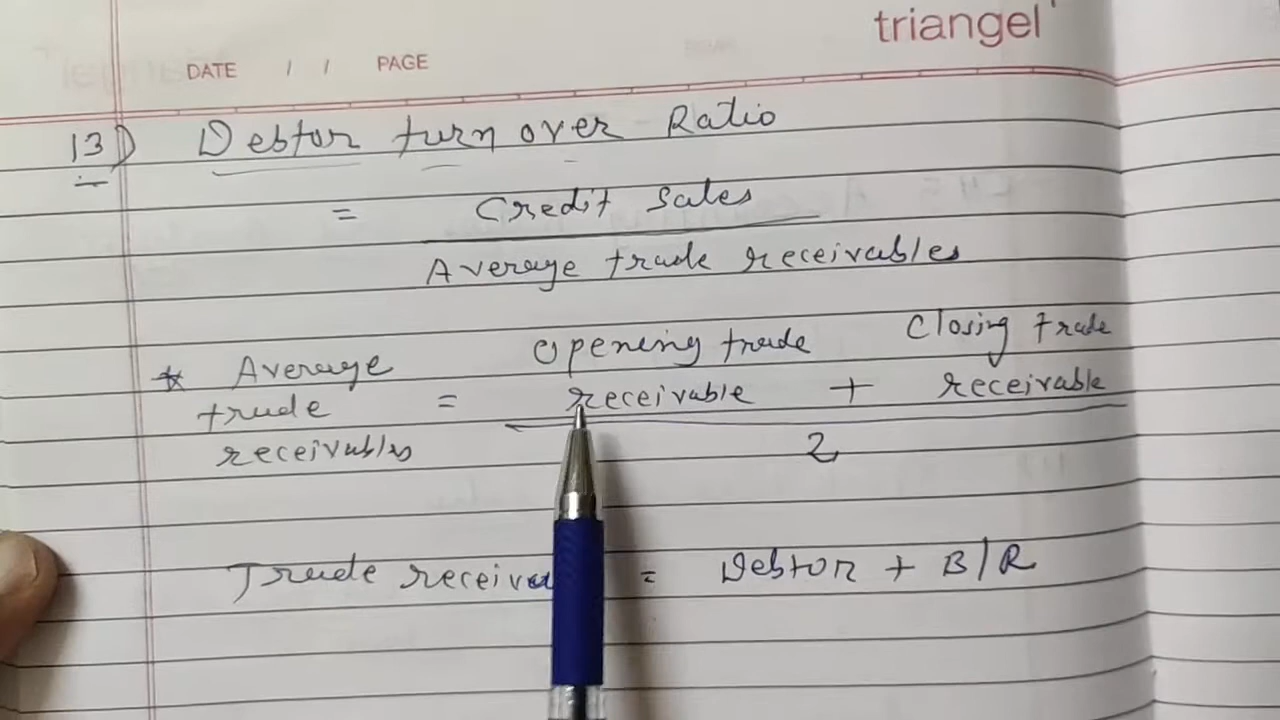 triangel
DATE / / PAGE
13) Debtor turn over Ratio
= Credit Sales
Average trade receivables
* Average trade receivables = Opening trade receivable + Closing trade receivable
2
Trade receiva = Debtor + B/R